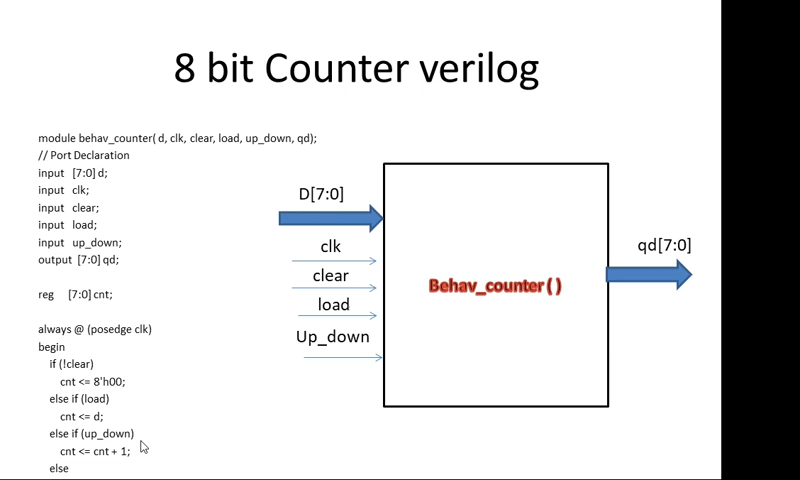 8 bit Counter verilog
module behav_counter( d, clk, clear, load, up_down, qd);
// Port Declaration
input [7:0] d;
input clk;
input clear;
input load;
input up_down;
output [7:0] qd;
reg [7:0] cnt;
always @ (posedge clk)
begin
if (!clear)
cnt <= 8'h00;
else if (load)
cnt <= d;
else if (up_down)
cnt <= cnt + 1;
else
D[7:0]
clk
clear
load
Up_down
Behav_counter ( )
qd[7:0]